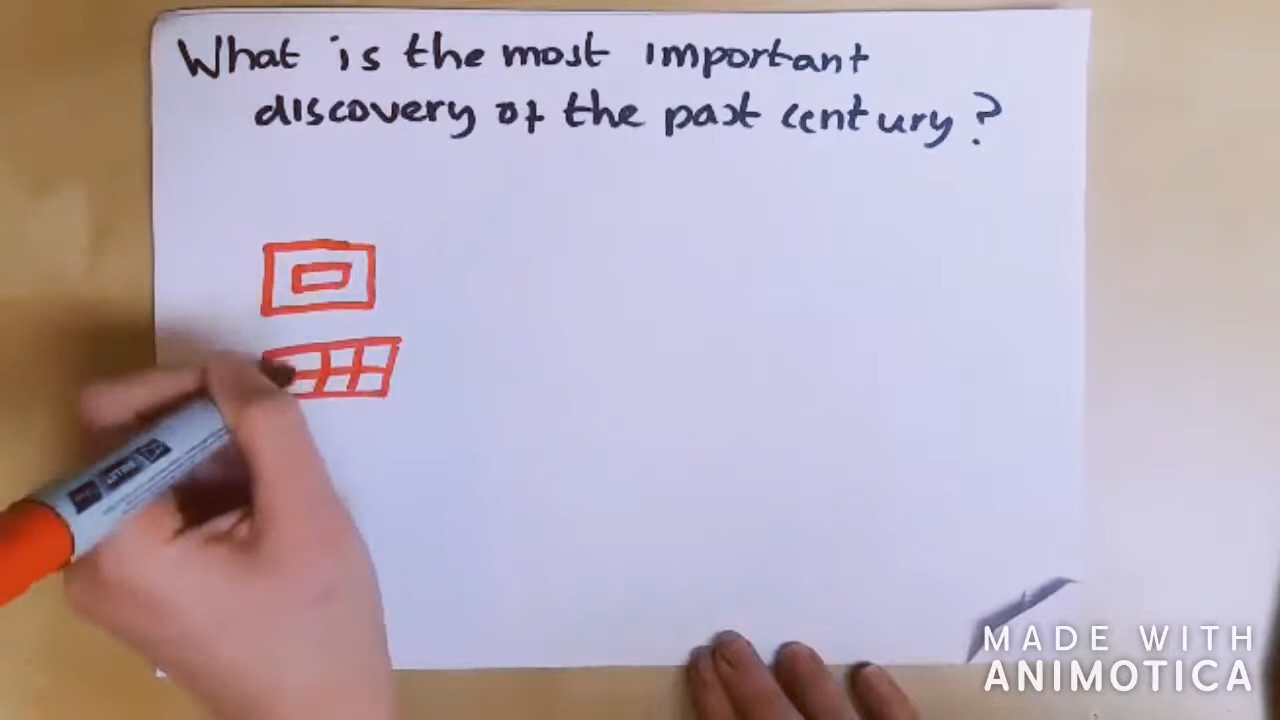 What is the most important
discovery of the past century?
MADE WITH
ANIMOTICA